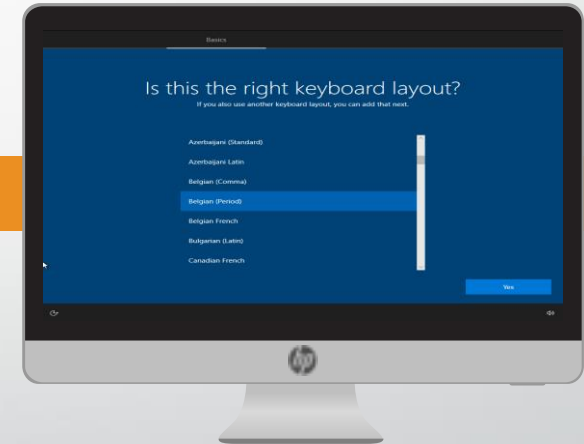 Basics
Is this the right keyboard layout?
If you also use another keyboard layout, you can add that next.
Azerbaijani (Standard)
Azerbaijani Latin
Belgian (Comma)
Belgian (Period)
Belgian French
Bulgarian (Latin)
Canadian French
Yes
hp